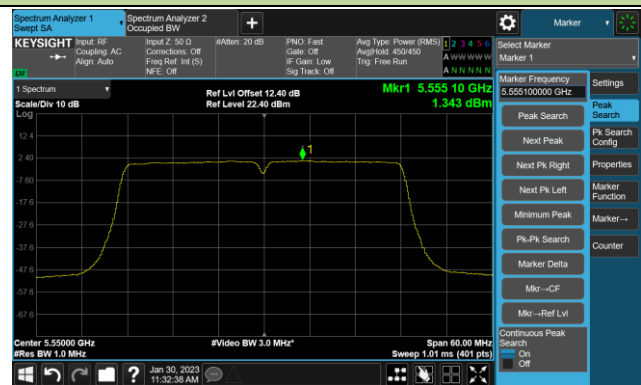 Spectrum Analyzer 1
Swept SA
Spectrum Analyzer 2
Occupied BW
Marker
KEYSIGHT
Input: RF
Coupling: AC
Align: Auto
Input Z: 50 Ω
Corrections: Off
Freq Ref: Int (S)
NFE: Off
#Atten: 20 dB
PNO: Fast
Gate: Off
IF Gain: Low
Sig Track: Off
Avg Type: Power (RMS)
Avg|Hold: 450/450
Trig: Free Run
1 2 3 4 5 6
A W W W W W
A N N N N N
LXI
Select Marker
Marker 1
1 Spectrum
Scale/Div 10 dB
Log
Ref Lvl Offset 12.40 dB
Ref Level 22.40 dBm
Mkr1 5.555 10 GHz
1.343 dBm
12.4
2.40
-7.60
-17.6
-27.6
-37.6
-47.6
-57.6
-67.6
1
Center 5.55000 GHz
#Res BW 1.0 MHz
#Video BW 3.0 MHz*
Span 60.00 MHz
Sweep 1.01 ms (401 pts)
Marker Frequency
5.555100000 GHz
Peak Search
Next Peak
Next Pk Right
Next Pk Left
Minimum Peak
Pk-Pk Search
Marker Delta
Mkr→CF
Mkr→Ref Lvl
Continuous Peak
Search
On
Off
Settings
Peak
Search
Pk Search
Config
Properties
Marker
Function
Marker→
Counter
?
Jan 30, 2023
11:32:38 AM